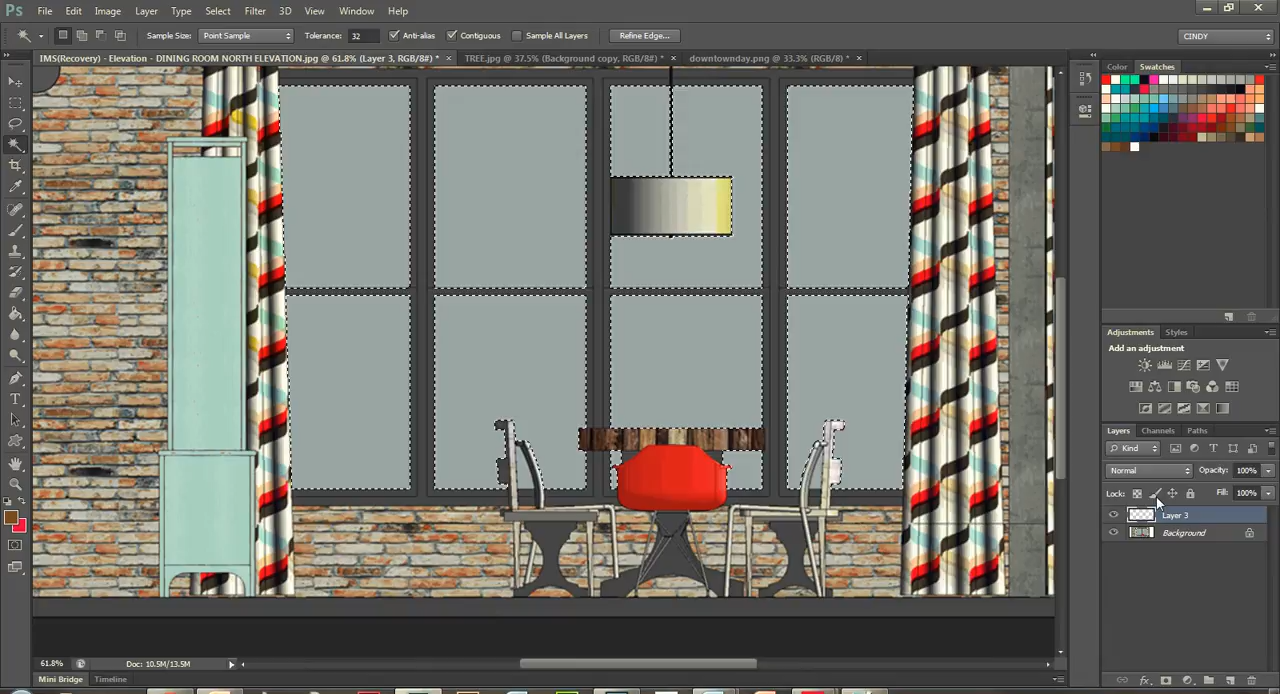 Ps File Edit Image Layer Type Select Filter 3D View Window Help
Sample Size: Point Sample Tolerance: 32 Anti-alias Contiguous Sample All Layers Refine Edge... CINDY
IMS(Recovery) - Elevation - DINING ROOM NORTH ELEVATION.jpg @ 61.8% (Layer 3, RGB/8#) * × TREE.jpg @ 37.5% (Background copy, RGB/8#) * × downtownday.png @ 33.3% (RGB/8) * ×
Color Swatches
Adjustments Styles
Add an adjustment
Layers Channels Paths
Kind
Normal Opacity: 100%
Lock: Fill: 100%
Layer 3
Background
61.8% Doc: 10.5M/13.5M
Mini Bridge Timeline